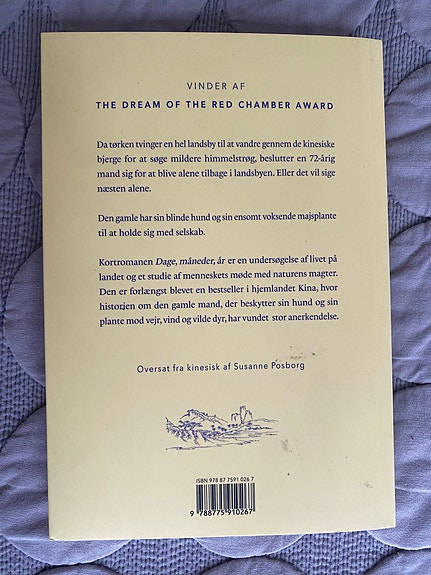 VINDER AF
THE DREAM OF THE RED CHAMBER AWARD
Da tørken tvinger en hel landsby til at vandre gennem de kinesiske
bjerge for at søge mildere himmelstrøg, beslutter en 72-årig
mand sig for at blive alene tilbage i landsbyen. Eller det vil sige
næsten alene.
Den gamle har sin blinde hund og sin ensomt voksende majsplante
til at holde sig med selskab.
Kortromanen Dage, måneder, år er en undersøgelse af livet på
landet og et studie af menneskets møde med naturens magter.
Den er forlængst blevet en bestseller i hjemlandet Kina, hvor
historien om den gamle mand, der beskytter sin hund og sin
plante mod vejr, vind og vilde dyr, har vundet stor anerkendelse.
Oversat fra kinesisk af Susanne Posborg
ISBN 978 87 7591 026 7
9 788775 910267